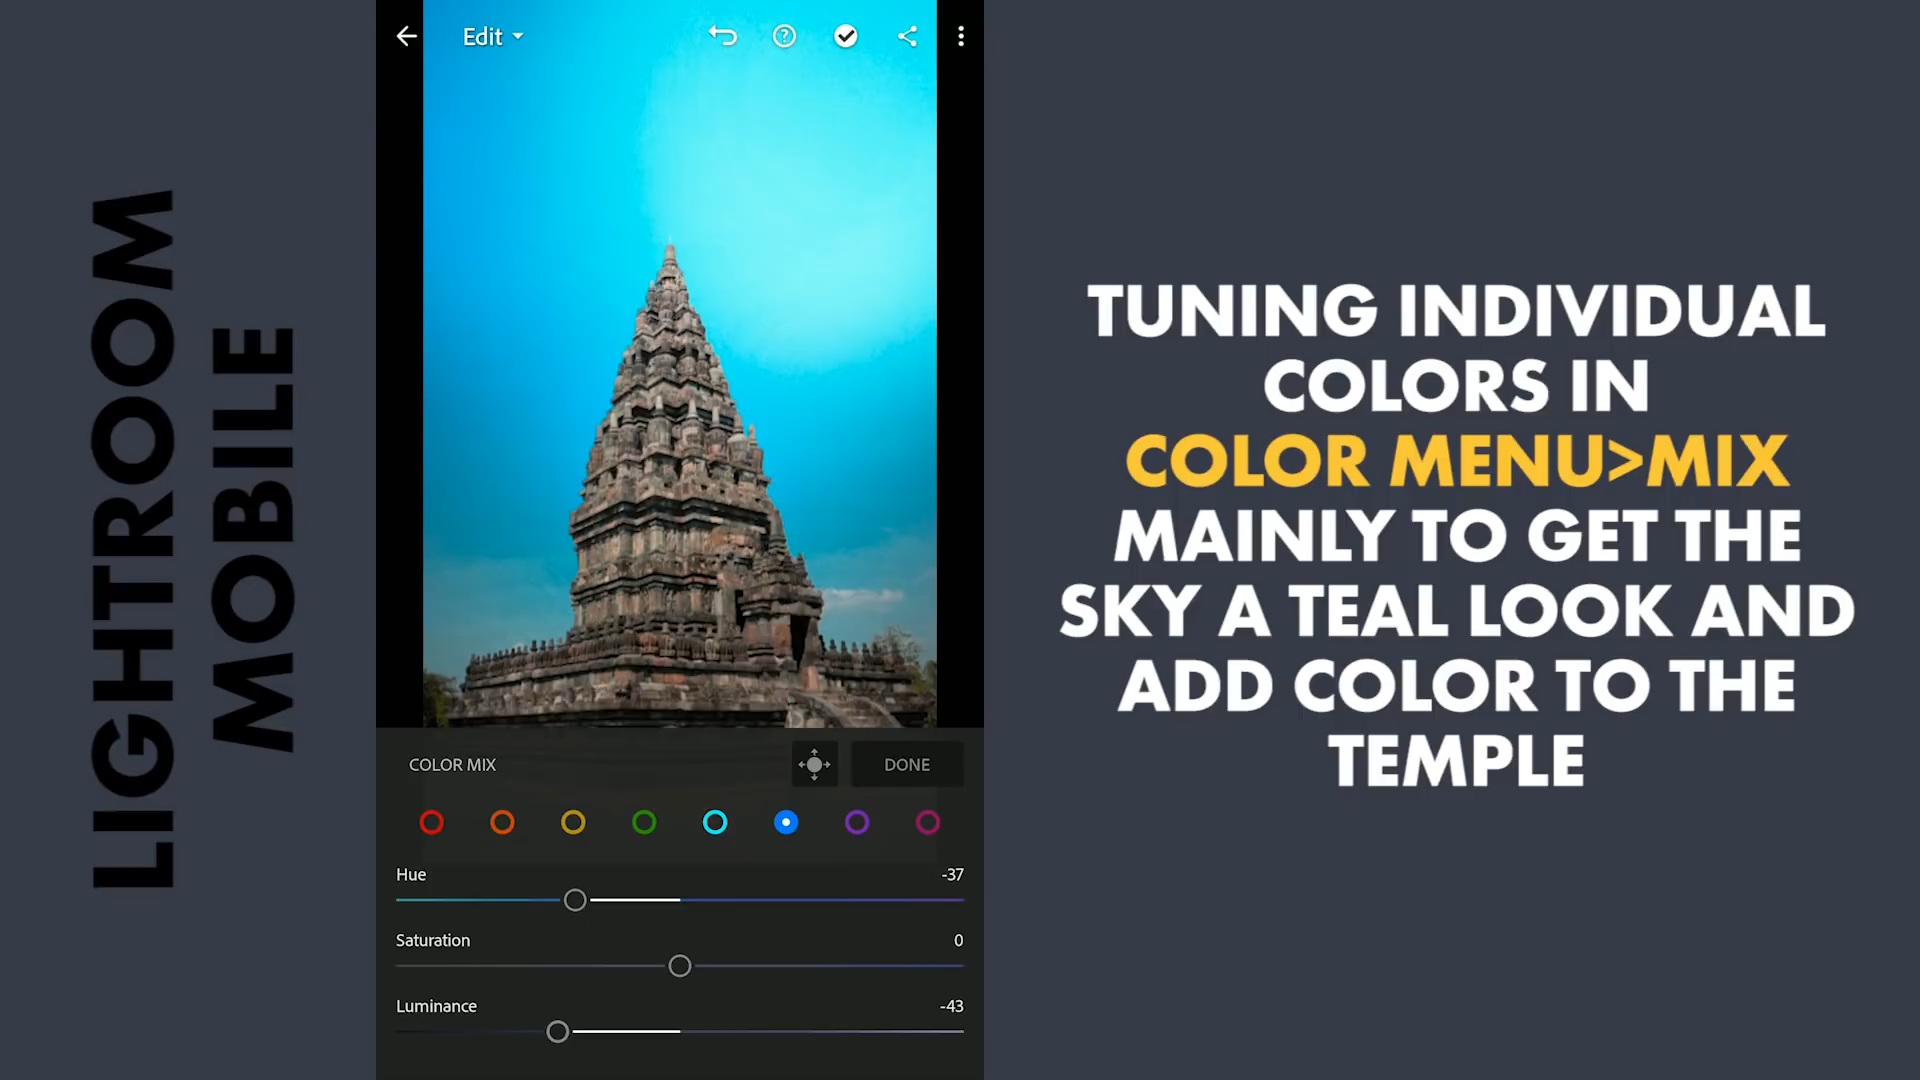 LIGHTROOM
MOBILE
Edit
COLOR MIX
DONE
Hue -37
Saturation 0
Luminance -43
TUNING INDIVIDUAL
COLORS IN
COLOR MENU>MIX
MAINLY TO GET THE
SKY A TEAL LOOK AND
ADD COLOR TO THE
TEMPLE